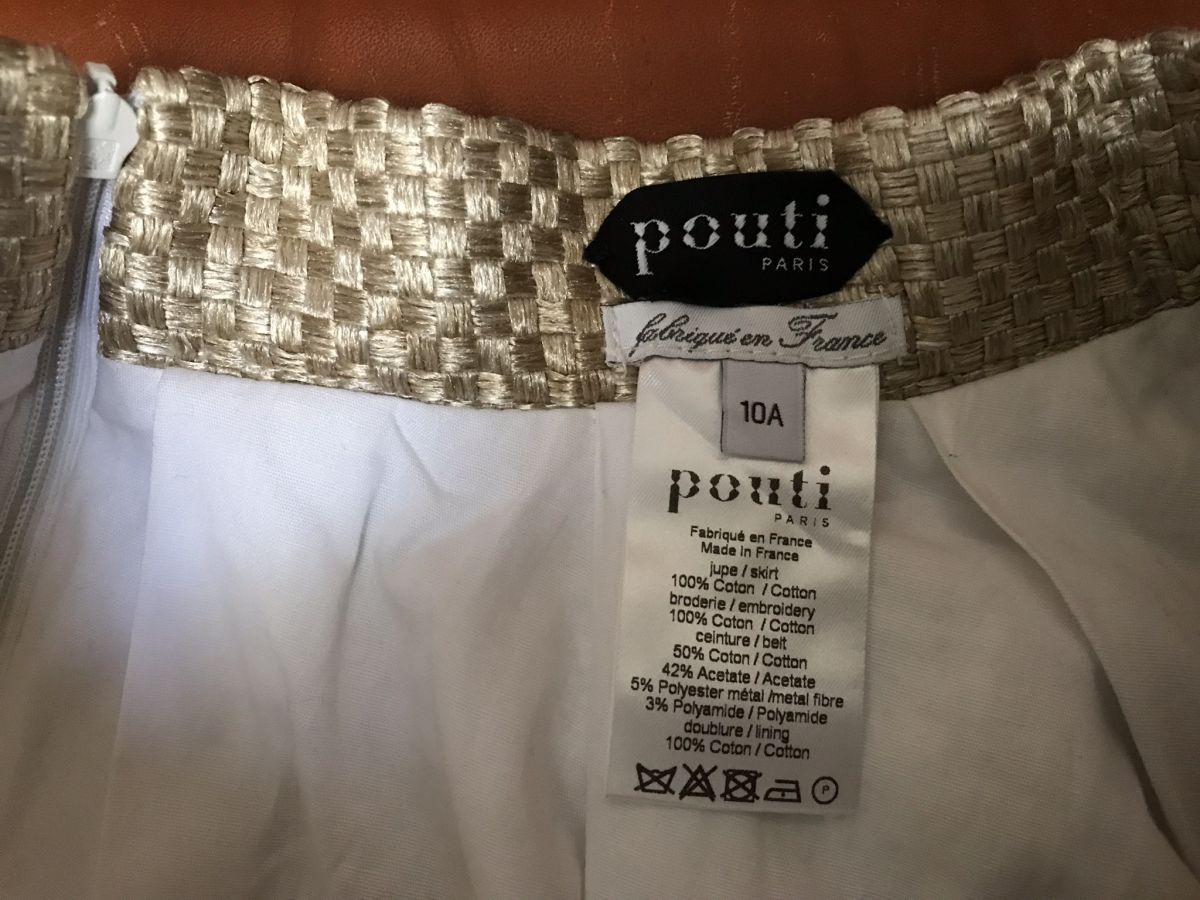 pouti
PARIS
fabriqué en France
10A
pouti
PARIS
Fabriqué en France
Made in France
jupe / skirt
100% Coton / Cotton
broderie / embroidery
100% Coton / Cotton
ceinture / belt
50% Coton / Cotton
42% Acetate / Acetate
5% Polyester métal /metal fibre
3% Polyamide / Polyamide
doublure / lining
100% Coton / Cotton
P